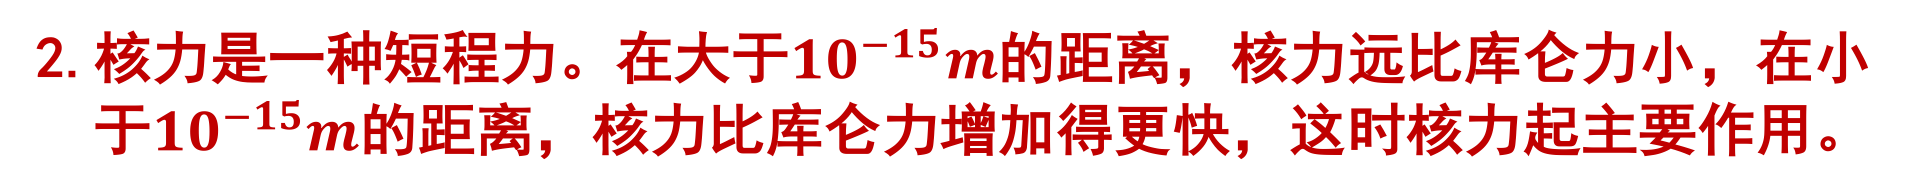 2. 核力是一种短程力。在大于10⁻¹⁵m的距离，核力远比库仑力小，在小
于10⁻¹⁵m的距离，核力比库仑力增加得更快，这时核力起主要作用。